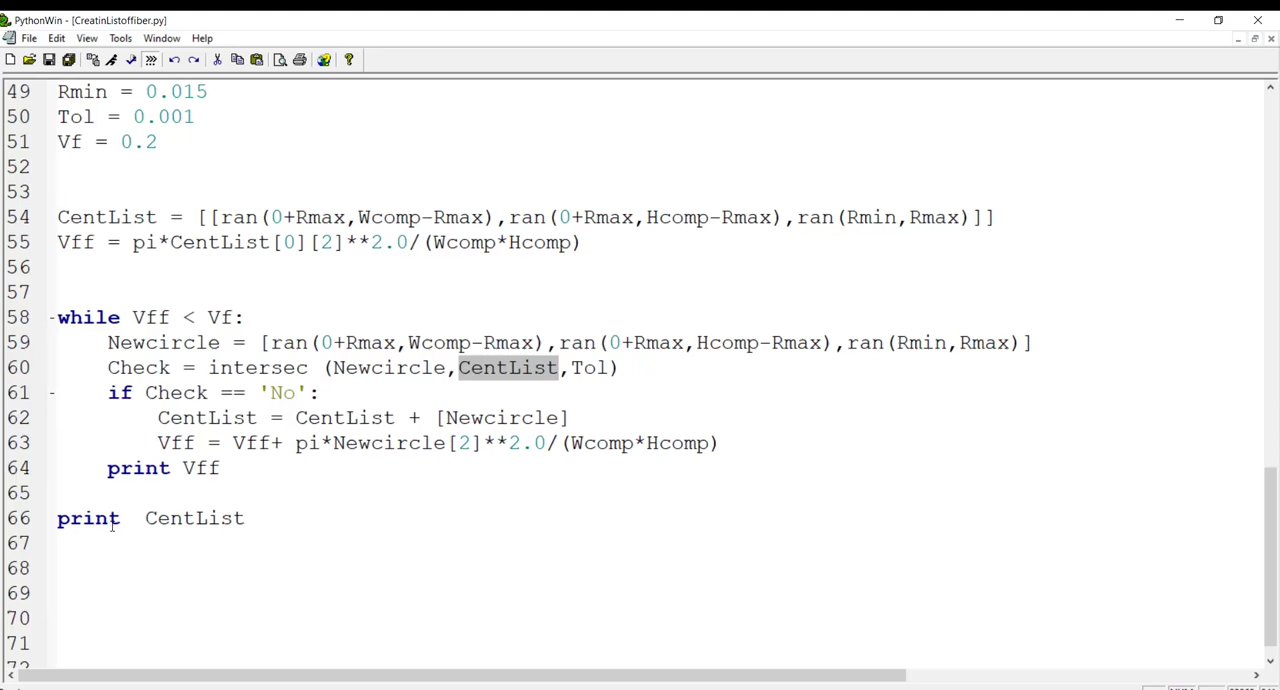 PythonWin - [CreatinListoffiber.py]
File Edit View Tools Window Help
49 Rmin = 0.015
50 Tol = 0.001
51 Vf = 0.2
52
53
54 CentList = [[ran(0+Rmax,Wcomp-Rmax),ran(0+Rmax,Hcomp-Rmax),ran(Rmin,Rmax)]]
55 Vff = pi*CentList[0][2]**2.0/(Wcomp*Hcomp)
56
57
58 -while Vff < Vf:
59 Newcircle = [ran(0+Rmax,Wcomp-Rmax),ran(0+Rmax,Hcomp-Rmax),ran(Rmin,Rmax)]
60 Check = intersec (Newcircle,CentList,Tol)
61 - if Check == 'No':
62 CentList = CentList + [Newcircle]
63 Vff = Vff+ pi*Newcircle[2]**2.0/(Wcomp*Hcomp)
64 print Vff
65
66 print  CentList
67
68
69
70
71